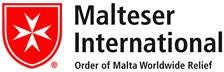 Malteser
International
Order of Malta Worldwide Relief